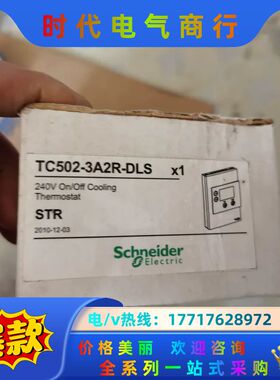 时代电气商行
TC502-3A2R-DLS x1
240V On/Off Cooling
Thermostat
STR
2010-12-03
Schneider
Electric
爆款
电/v热线：17717628972
价格美丽 欢迎咨询
全系列一站式采购